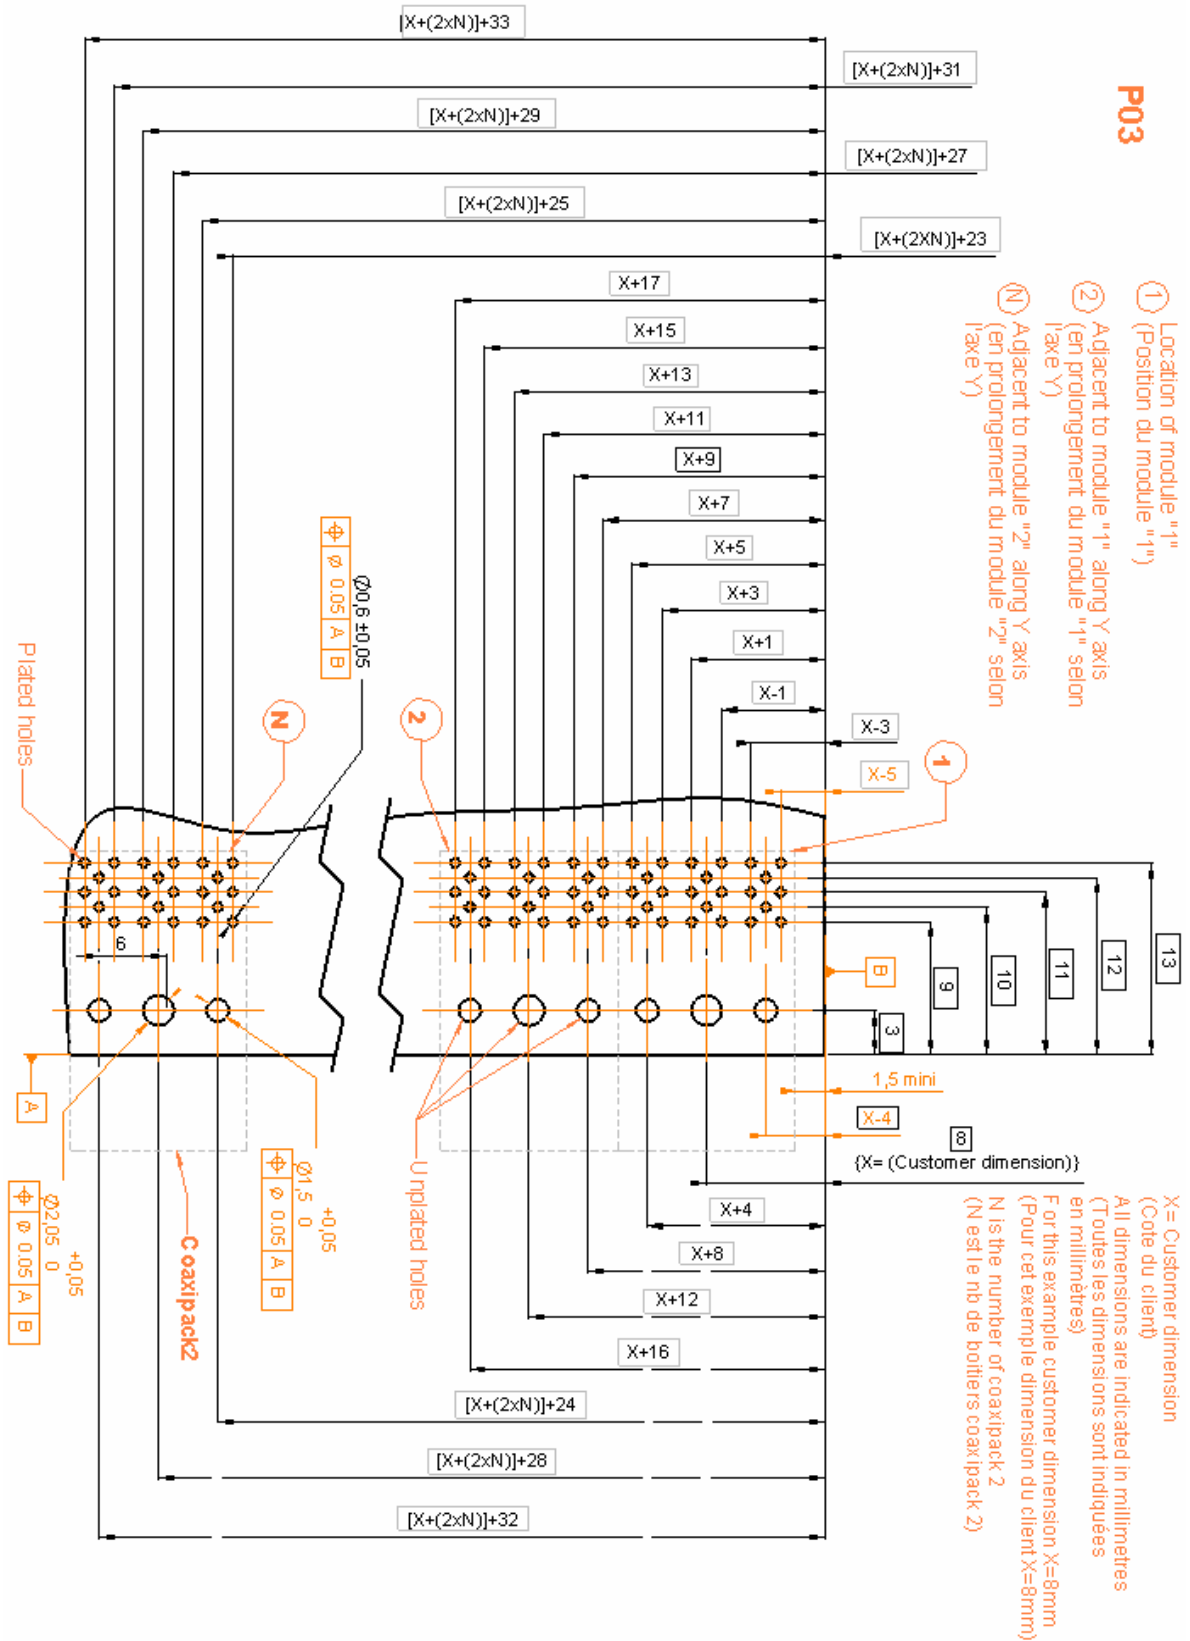 P03
[X+(2xN)]+33
[X+(2xN)]+31
[X+(2xN)]+29
[X+(2xN)]+27
[X+(2xN)]+25
[X+(2XN)]+23
X+17
X+15
X+13
X+11
X+9
X+7
X+5
X+3
X+1
X-1
X-3
X-5
1 Location of module "1"
(Position du module "1")
2 Adjacent to module "1" along Y axis
(en prolongement du module "1" selon
l'axe Y)
N Adjacent to module "2" along Y axis
(en prolongement du module "2" selon
l'axe Y)
Ø0,6 ±0,05
⌖ Ø 0.05 A B
Plated holes
N
2
1
6
B
3
9
10
11
12
13
1,5 mini
X-4
8
{X= (Customer dimension)}
X+4
X+8
X+12
X+16
[X+(2xN)]+24
[X+(2xN)]+28
[X+(2xN)]+32
A
Unplated holes
+0,05
Ø1,5 0
⌖ Ø 0.05 A B
+0,05
Ø2,05 0
⌖ Ø 0.05 A B
Coaxipack2
X= Customer dimension
(Cote du client)
All dimensions are indicated in millimetres
(Toutes les dimensions sont indiquées
en millimètres)
For this example customer dimension X=8mm
(Pour cet exemple dimension du client X=8mm)
N is the number of coaxipack 2
(N est le nb de boitiers coaxipack 2)